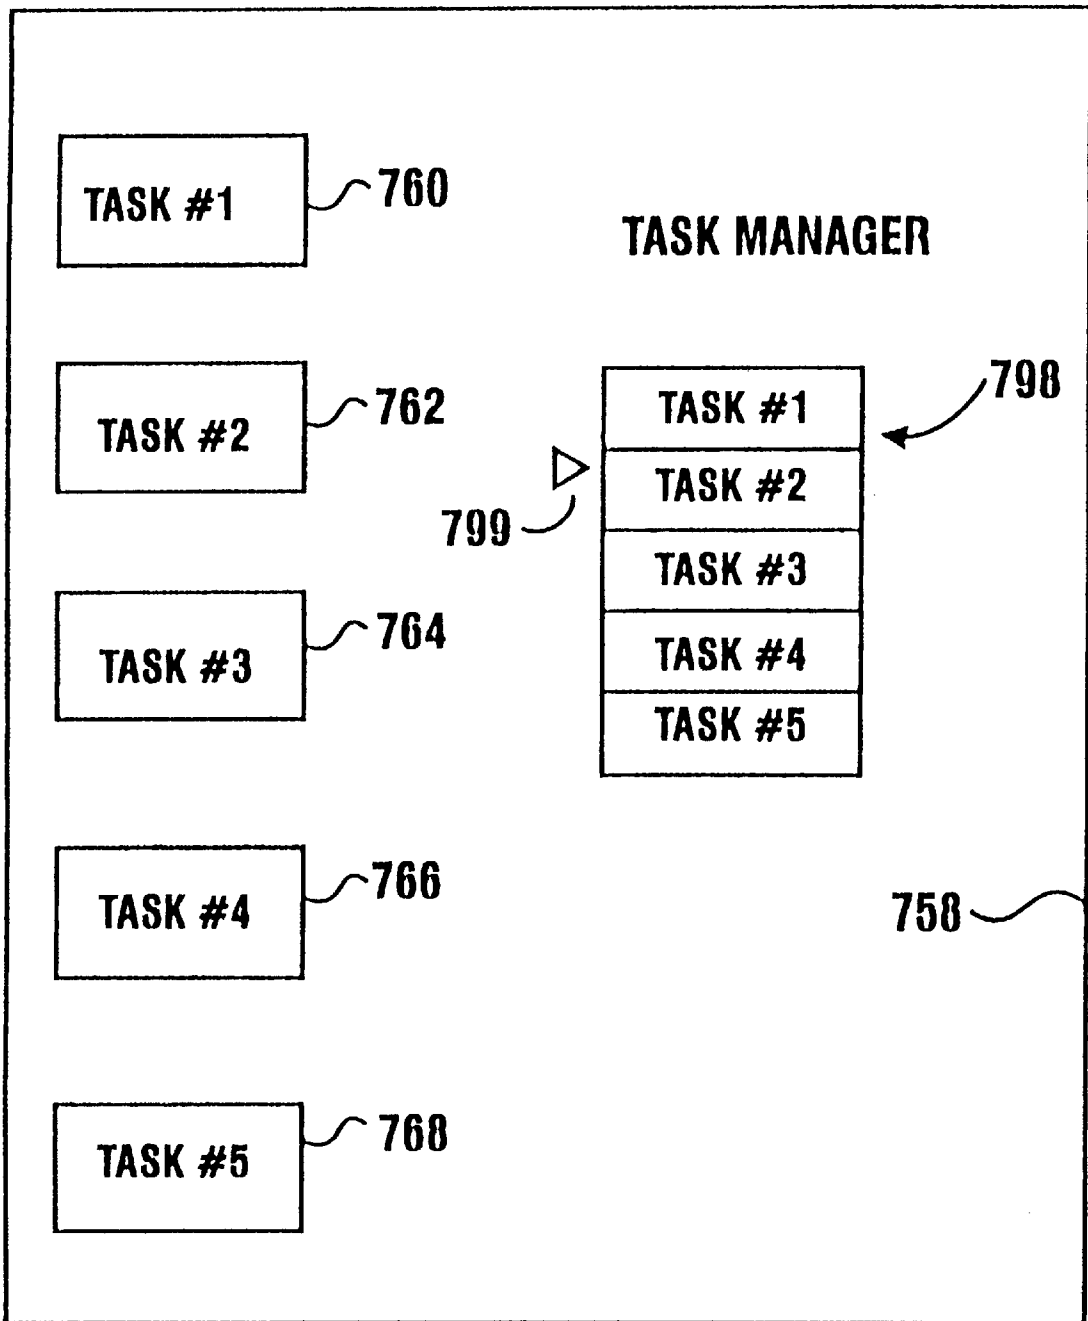 TASK #1
760
TASK MANAGER
TASK #2
762
TASK #1
798
TASK #2
799
TASK #3
764
TASK #3
TASK #4
TASK #5
TASK #4
766
758
TASK #5
768